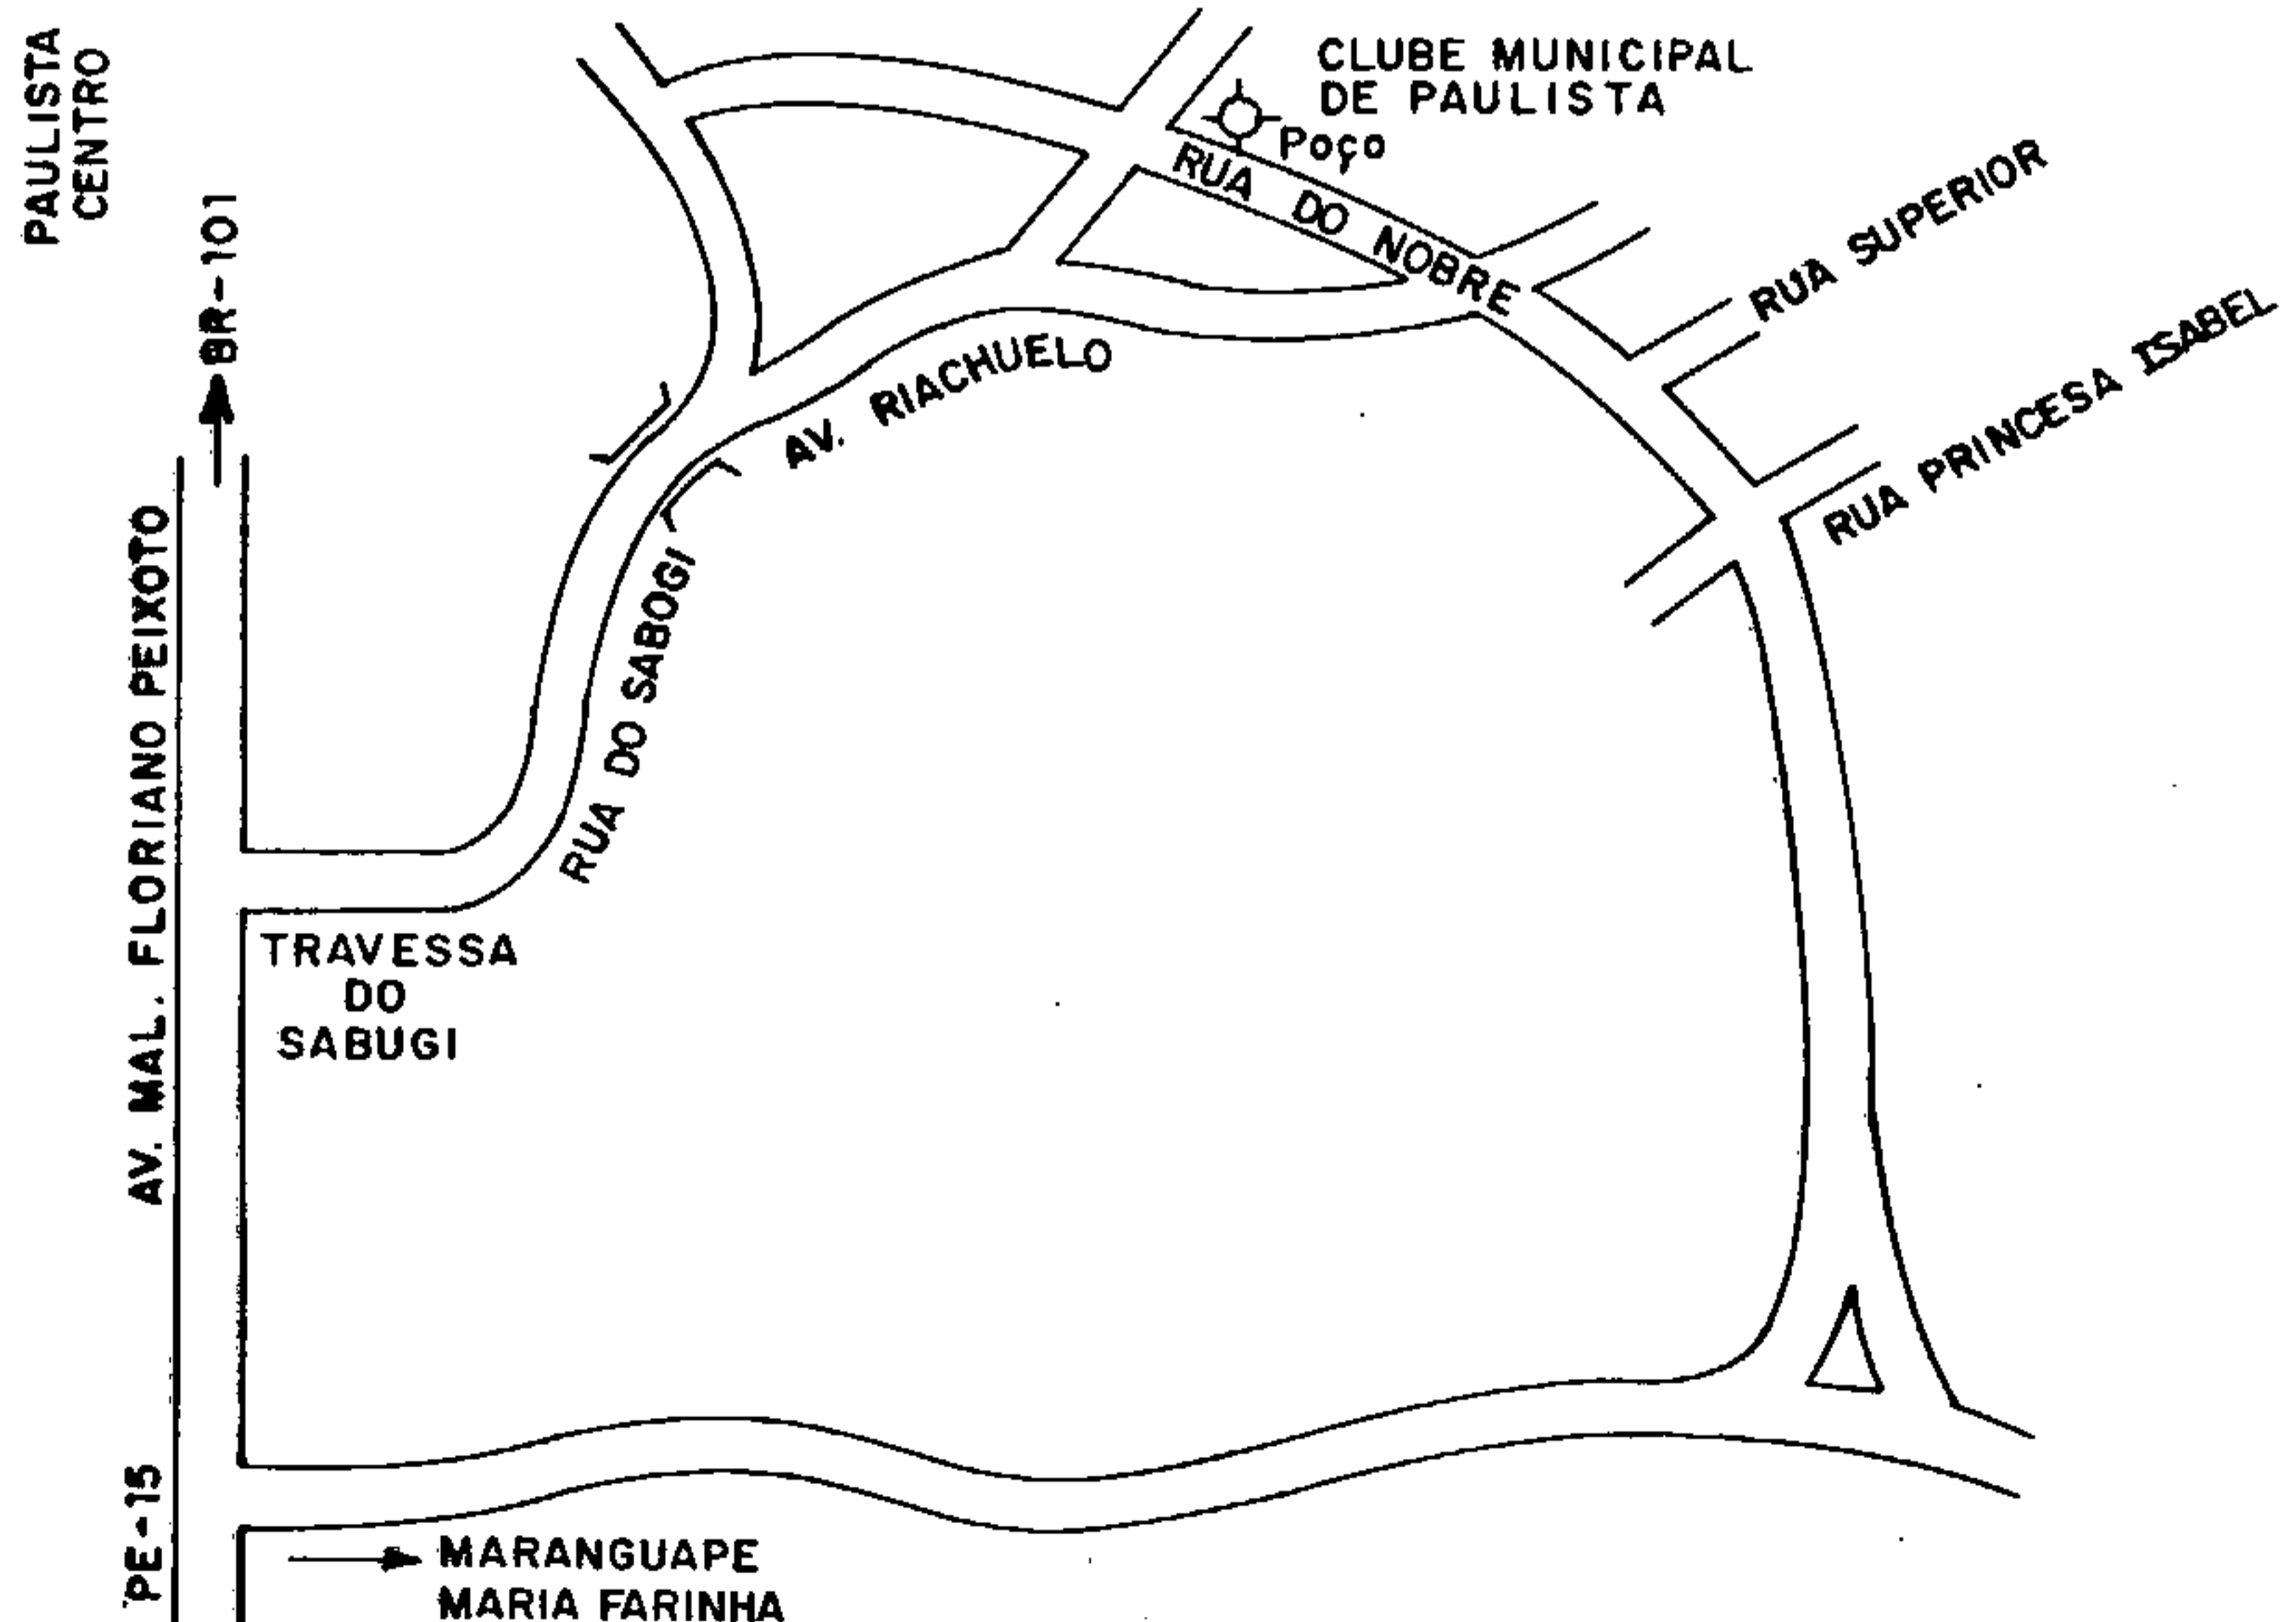 PAULISTA
CENTRO
CLUBE MUNICIPAL
DE PAULISTA
Poço
RUA DO NOBRE
RUA SUPERIOR
RUA PRINCESA ISABEL
BR-101
AV. RIACHUELO
AV. MAL. FLORIANO PEIXOTO
RUA DO SABOGI
TRAVESSA
DO
SABUGI
PE-15
MARANGUAPE
MARIA FARINHA